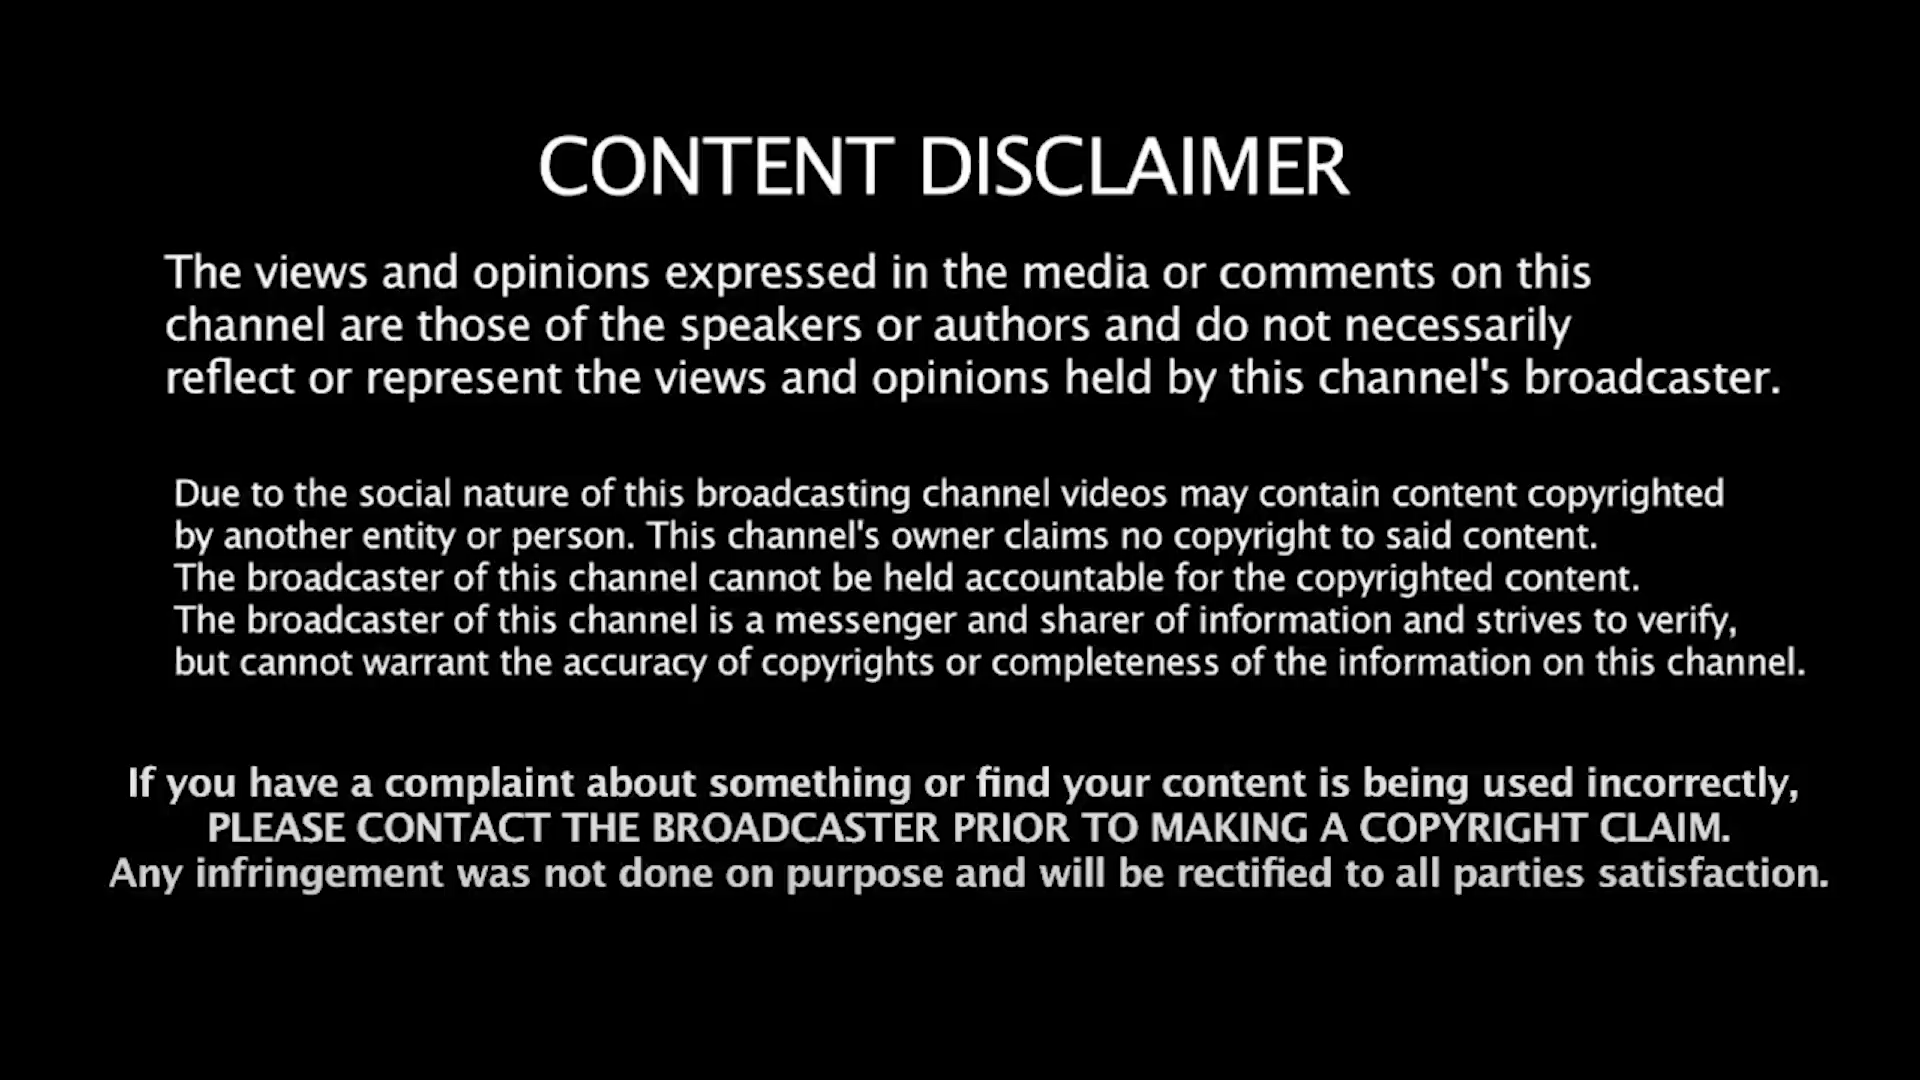 CONTENT DISCLAIMER
The views and opinions expressed in the media or comments on this
channel are those of the speakers or authors and do not necessarily
reflect or represent the views and opinions held by this channel's broadcaster.
Due to the social nature of this broadcasting channel videos may contain content copyrighted
by another entity or person. This channel's owner claims no copyright to said content.
The broadcaster of this channel cannot be held accountable for the copyrighted content.
The broadcaster of this channel is a messenger and sharer of information and strives to verify,
but cannot warrant the accuracy of copyrights or completeness of the information on this channel.
If you have a complaint about something or find your content is being used incorrectly,
PLEASE CONTACT THE BROADCASTER PRIOR TO MAKING A COPYRIGHT CLAIM.
Any infringement was not done on purpose and will be rectified to all parties satisfaction.